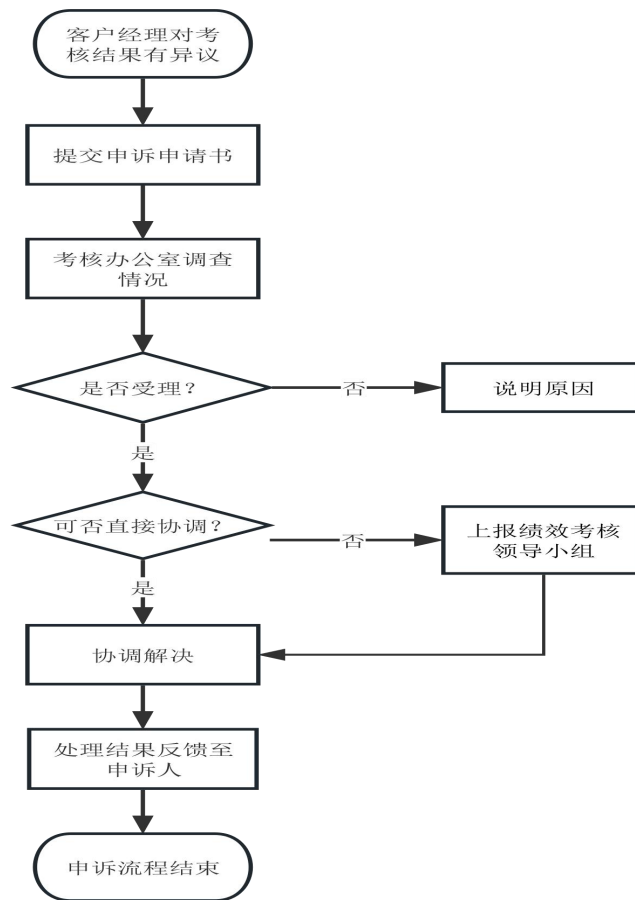 客户经理对考
核结果有异议
提交申诉申请书
考核办公室调查
情况
是否受理？
否
说明原因
是
可否直接协调？
否
上报绩效考核
领导小组
是
协调解决
处理结果反馈至
申诉人
申诉流程结束